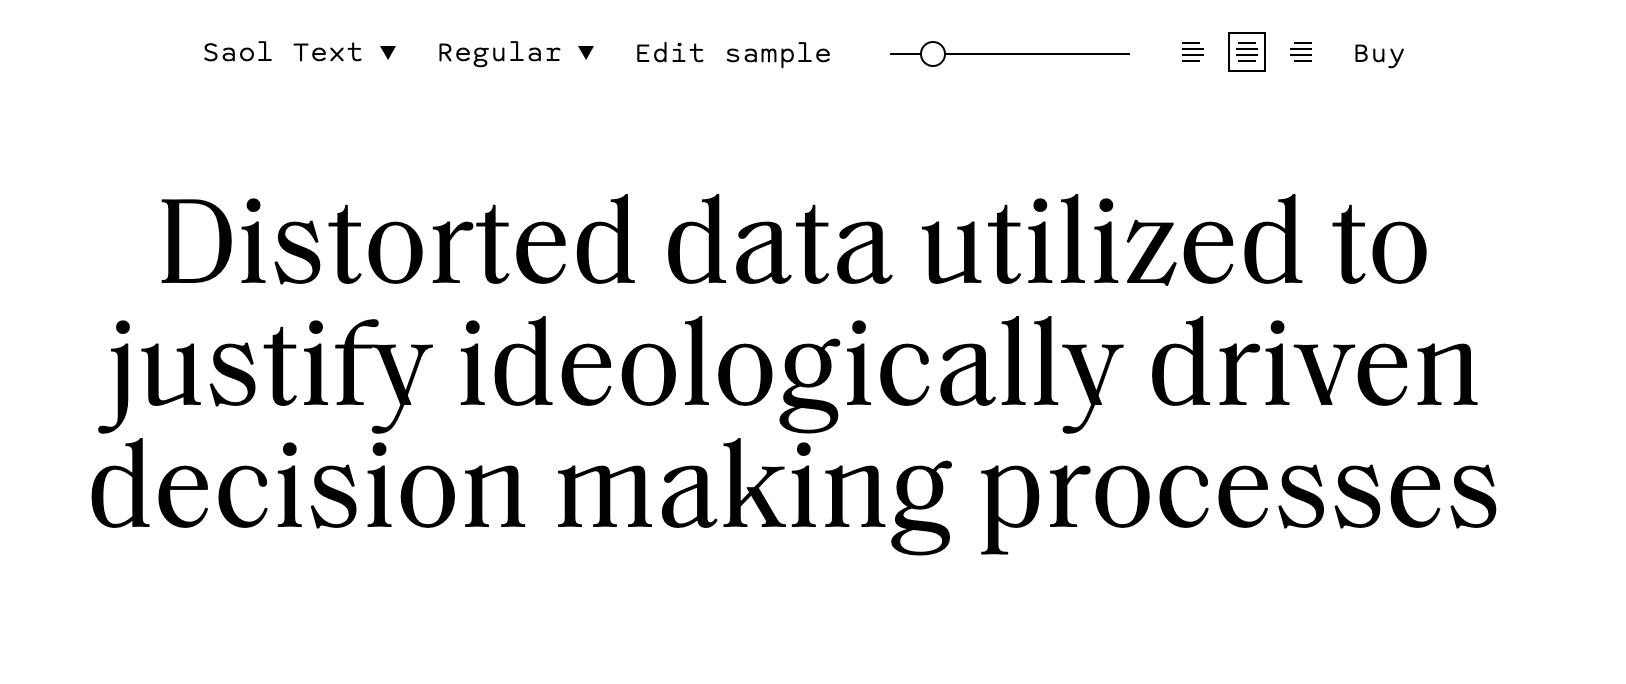 Saol Text ▼ Regular ▼ Edit sample Buy
Distorted data utilized to
justify ideologically driven
decision making processes